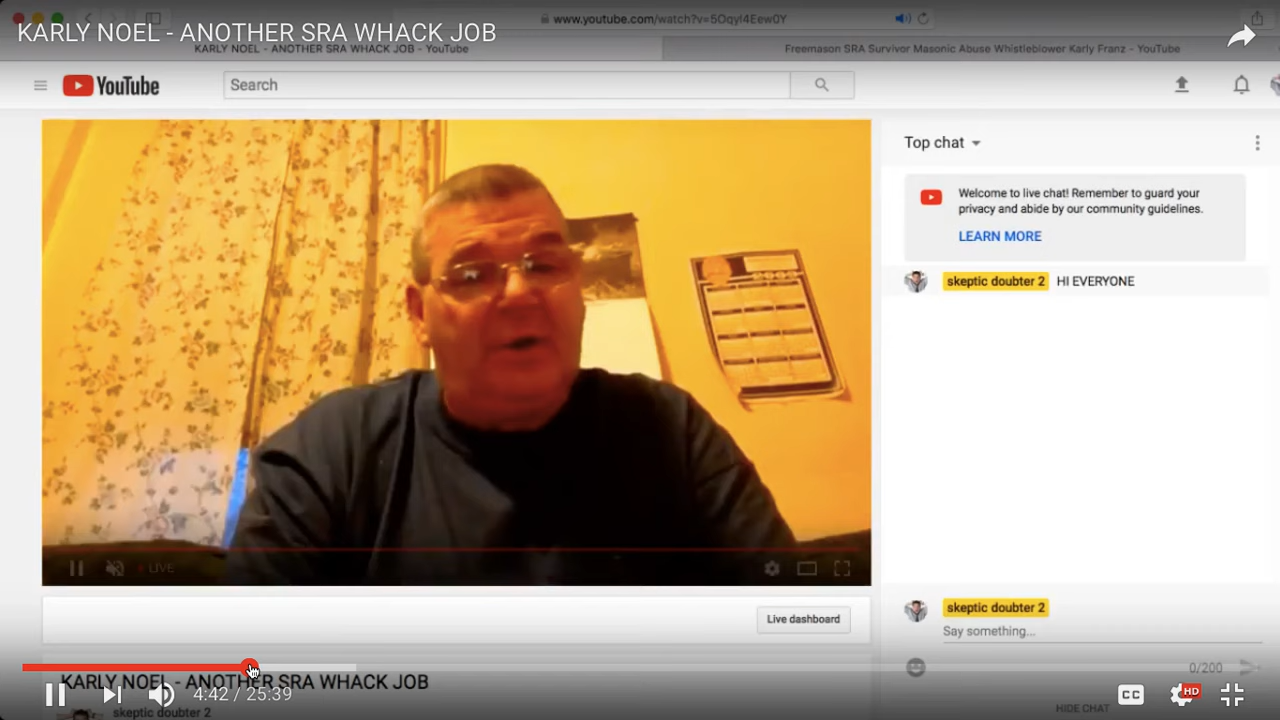 www.youtube.com/watch?v=5Oqyf4Eew0Y
KARLY NOEL - ANOTHER SRA WHACK JOB
KARLY NOEL - ANOTHER SRA WHACK JOB - YouTube
Freemason SRA Survivor Masonic Abuse Whistleblower Karly Franz - YouTube
YouTube
Search
Top chat
Welcome to live chat! Remember to guard your
privacy and abide by our community guidelines.
LEARN MORE
skeptic doubter 2 HI EVERYONE
LIVE
Live dashboard
skeptic doubter 2
Say something...
0/200
KARLY NOEL - ANOTHER SRA WHACK JOB
4:42 / 25:39
CC
HD
skeptic doubter 2
HIDE CHAT